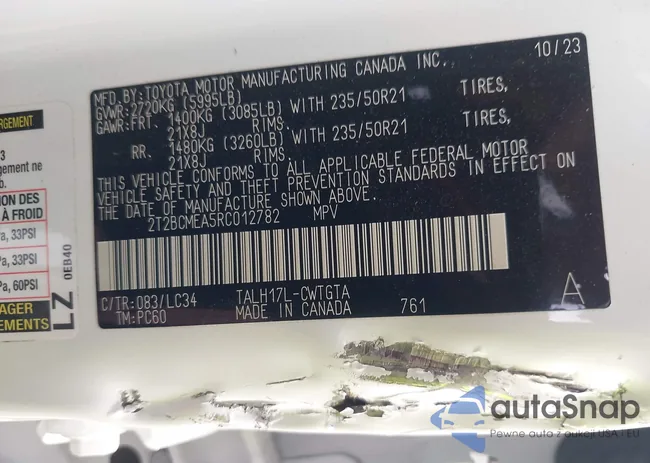 10/23
MFD.BY:TOYOTA MOTOR MANUFACTURING CANADA INC.
GVWR:2720KG (5995LB)
GAWR:FRT. 1400KG (3085LB) WITH 235/50R21 TIRES,
21X8J RIMS.
RR. 1480KG (3260LB) WITH 235/50R21 TIRES,
21X8J RIMS.
THIS VEHICLE CONFORMS TO ALL APPLICABLE FEDERAL MOTOR
VEHICLE SAFETY AND THEFT PREVENTION STANDARDS IN EFFECT ON
THE DATE OF MANUFACTURE SHOWN ABOVE.
2T2BCMEA5RC012782 MPV
C/TR:083/LC34 TALH17L-CWTGTA
TM:PC60 MADE IN CANADA 761 A
ARGEMENT
3
rgement ne
b.
ION DES
À FROID
a, 33PSI
a, 33PSI
a, 60PSI
AGER
EMENTS
LZ 0EB40
autaSnap
Pewne auta z aukcji USA i EU